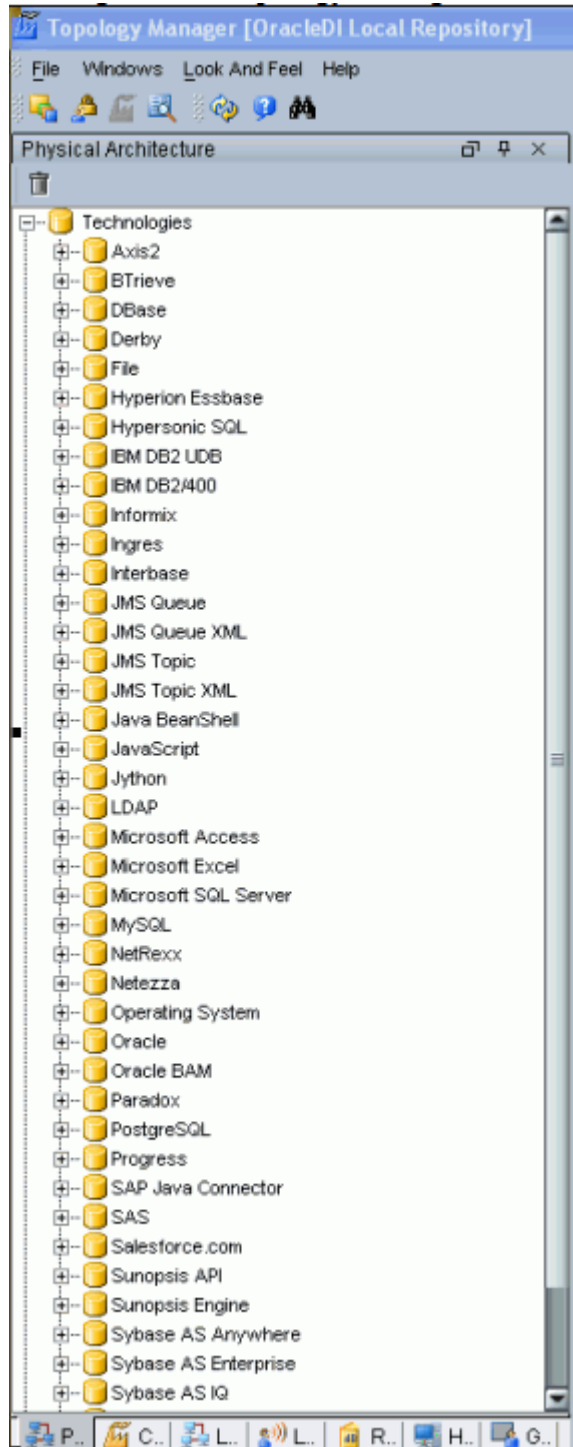 Topology Manager [OracleDI Local Repository]
File Windows Look And Feel Help
Physical Architecture
Technologies
Axis2
BTrieve
DBase
Derby
File
Hyperion Essbase
Hypersonic SQL
IBM DB2 UDB
IBM DB2/400
Informix
Ingres
Interbase
JMS Queue
JMS Queue XML
JMS Topic
JMS Topic XML
Java BeanShell
JavaScript
Jython
LDAP
Microsoft Access
Microsoft Excel
Microsoft SQL Server
MySQL
NetRexx
Netezza
Operating System
Oracle
Oracle BAM
Paradox
PostgreSQL
Progress
SAP Java Connector
SAS
Salesforce.com
Sunopsis API
Sunopsis Engine
Sybase AS Anywhere
Sybase AS Enterprise
Sybase AS IQ
P.. C.. L.. L.. R.. H.. G..